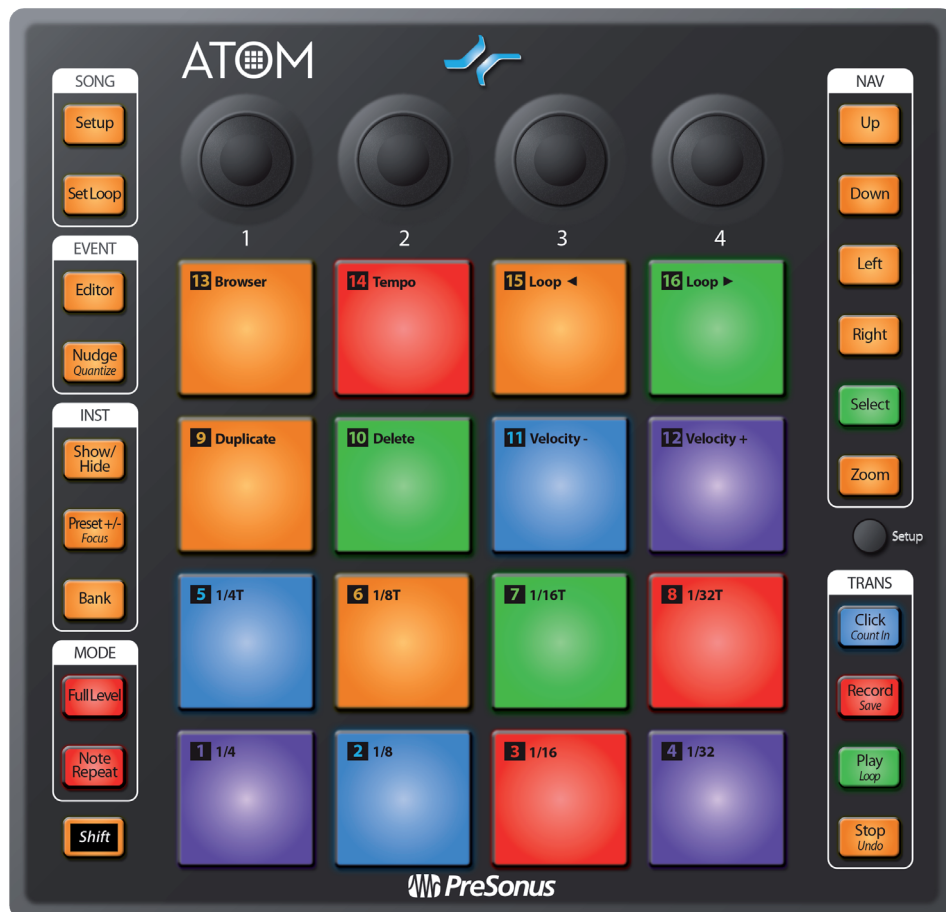 ATOM
SONG
Setup
Set Loop
EVENT
Editor
Nudge
Quantize
INST
Show/
Hide
Preset +/-
Focus
Bank
MODE
Full Level
Note
Repeat
Shift
1 2 3 4
13 Browser
14 Tempo
15 Loop ◄
16 Loop ►
9 Duplicate
10 Delete
11 Velocity -
12 Velocity +
5 1/4T
6 1/8T
7 1/16T
8 1/32T
1 1/4
2 1/8
3 1/16
4 1/32
PreSonus
NAV
Up
Down
Left
Right
Select
Zoom
Setup
TRANS
Click
Count In
Record
Save
Play
Loop
Stop
Undo